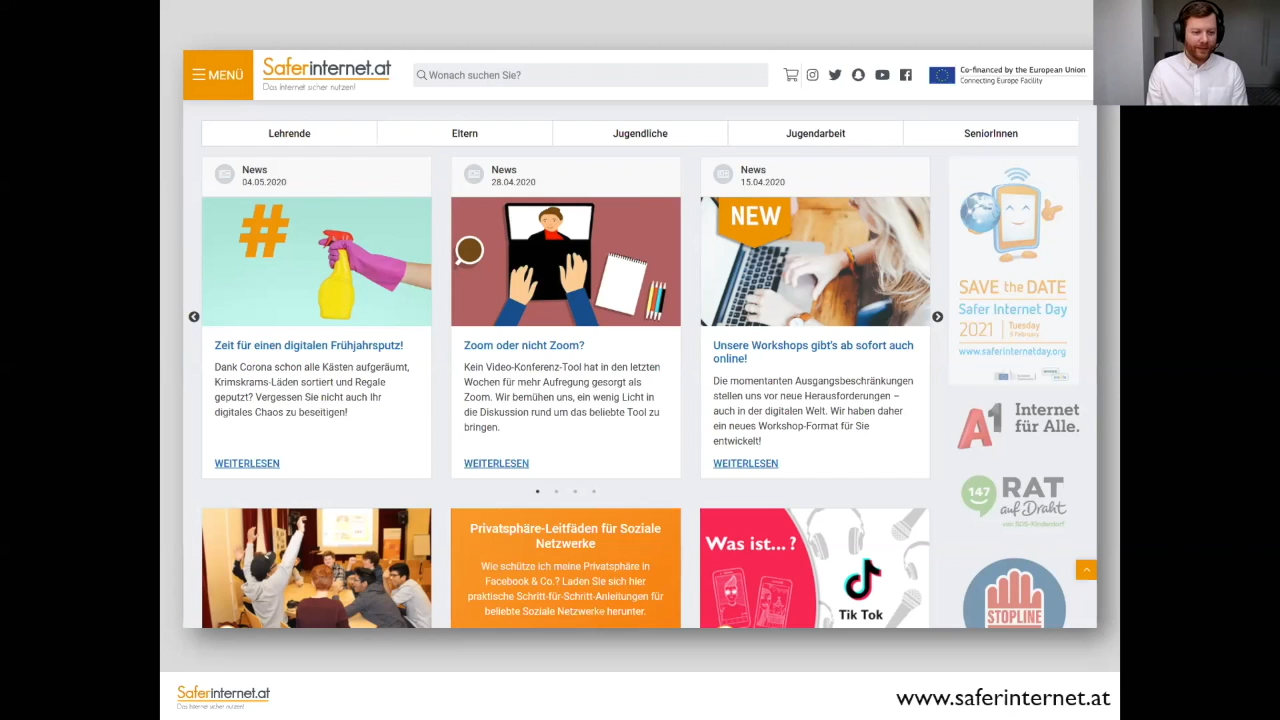 MENÜ
Saferinternet.at
Das Internet sicher nutzen!
Wonach suchen Sie?
Co-financed by the European Union
Connecting Europe Facility
Lehrende
Eltern
Jugendliche
Jugendarbeit
SeniorInnen
News
04.05.2020
#
Zeit für einen digitalen Frühjahrsputz!
Dank Corona schon alle Kästen aufgeräumt,
Krimskrams-Läden sortiert und Regale
geputzt? Vergessen Sie nicht auch Ihr
digitales Chaos zu beseitigen!
WEITERLESEN
News
28.04.2020
Zoom oder nicht Zoom?
Kein Video-Konferenz-Tool hat in den letzten
Wochen für mehr Aufregung gesorgt als
Zoom. Wir bemühen uns, ein wenig Licht in
die Diskussion rund um das beliebte Tool zu
bringen.
WEITERLESEN
News
15.04.2020
NEW
Unsere Workshops gibt's ab sofort auch
online!
Die momentanten Ausgangsbeschränkungen
stellen uns vor neue Herausforderungen –
auch in der digitalen Welt. Wir haben daher
ein neues Workshop-Format für Sie
entwickelt!
WEITERLESEN
SAVE the DATE
Safer Internet Day
2021 | Tuesday
9 February
www.saferinternetday.org
A1 Internet
für Alle.
147 RAT
auf Draht
von SOS-Kinderdorf
STOPLINE
Privatsphäre-Leitfäden für Soziale
Netzwerke
Wie schütze ich meine Privatsphäre in
Facebook & Co.? Laden Sie sich hier
praktische Schritt-für-Schritt-Anleitungen für
beliebte Soziale Netzwerke herunter.
Was ist...?
Tik Tok
Saferinternet.at
Das Internet sicher nutzen!
www.saferinternet.at